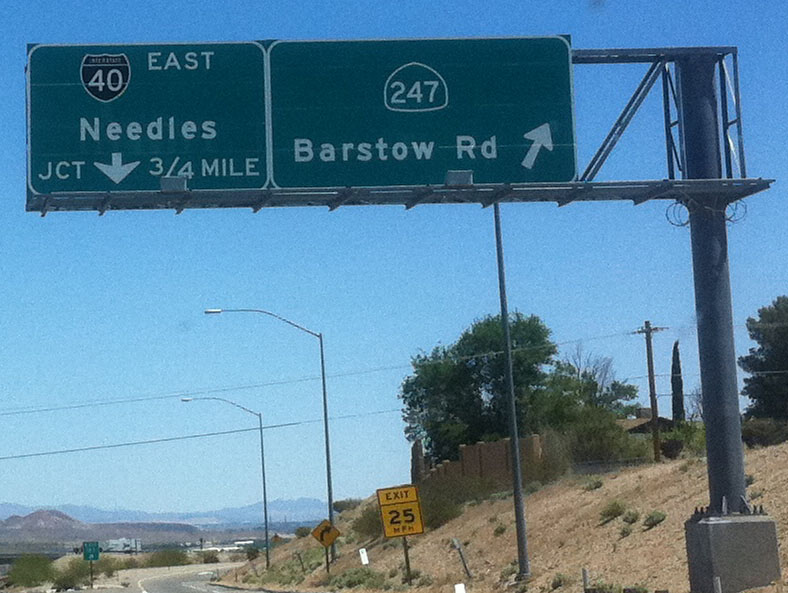 INTERSTATE
40
EAST
Needles
JCT 3/4 MILE
247
Barstow Rd
EXIT
25
MPH